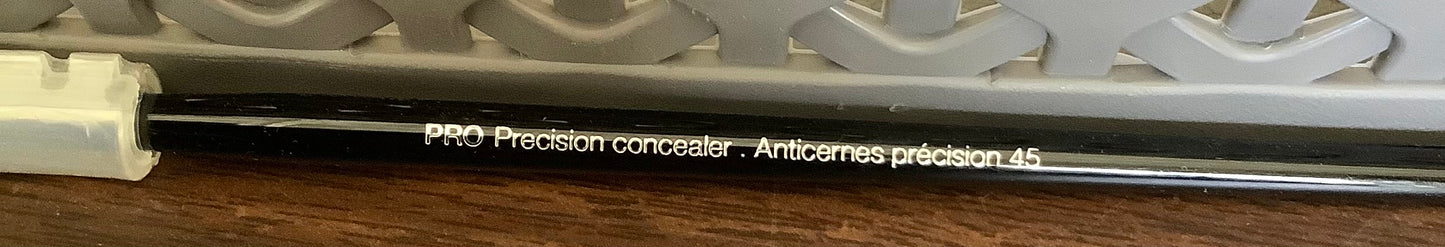 PRO Precision concealer . Anticernes précision 45